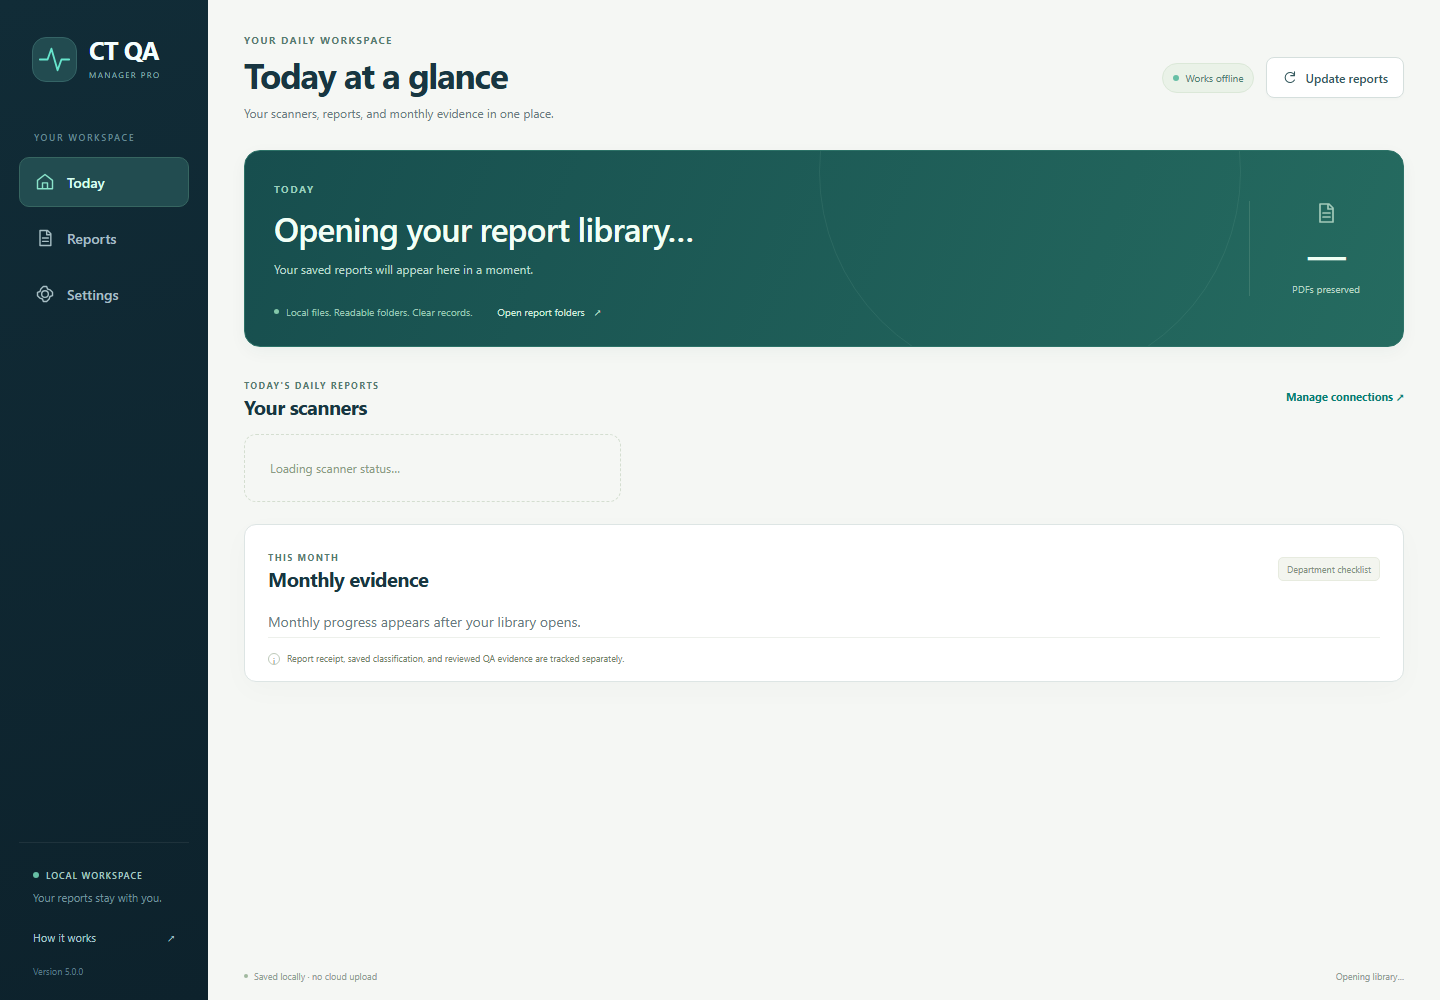 CT QA
MANAGER PRO
YOUR WORKSPACE
Today
Reports
Settings
LOCAL WORKSPACE
Your reports stay with you.
How it works ↗
Version 5.0.0
YOUR DAILY WORKSPACE
Today at a glance
Your scanners, reports, and monthly evidence in one place.
Works offline
Update reports
TODAY
Opening your report library...
Your saved reports will appear here in a moment.
Local files. Readable folders. Clear records.
Open report folders ↗
—
PDFs preserved
TODAY'S DAILY REPORTS
Your scanners
Manage connections ↗
Loading scanner status...
THIS MONTH
Monthly evidence
Department checklist
Monthly progress appears after your library opens.
Report receipt, saved classification, and reviewed QA evidence are tracked separately.
Saved locally · no cloud upload
Opening library...